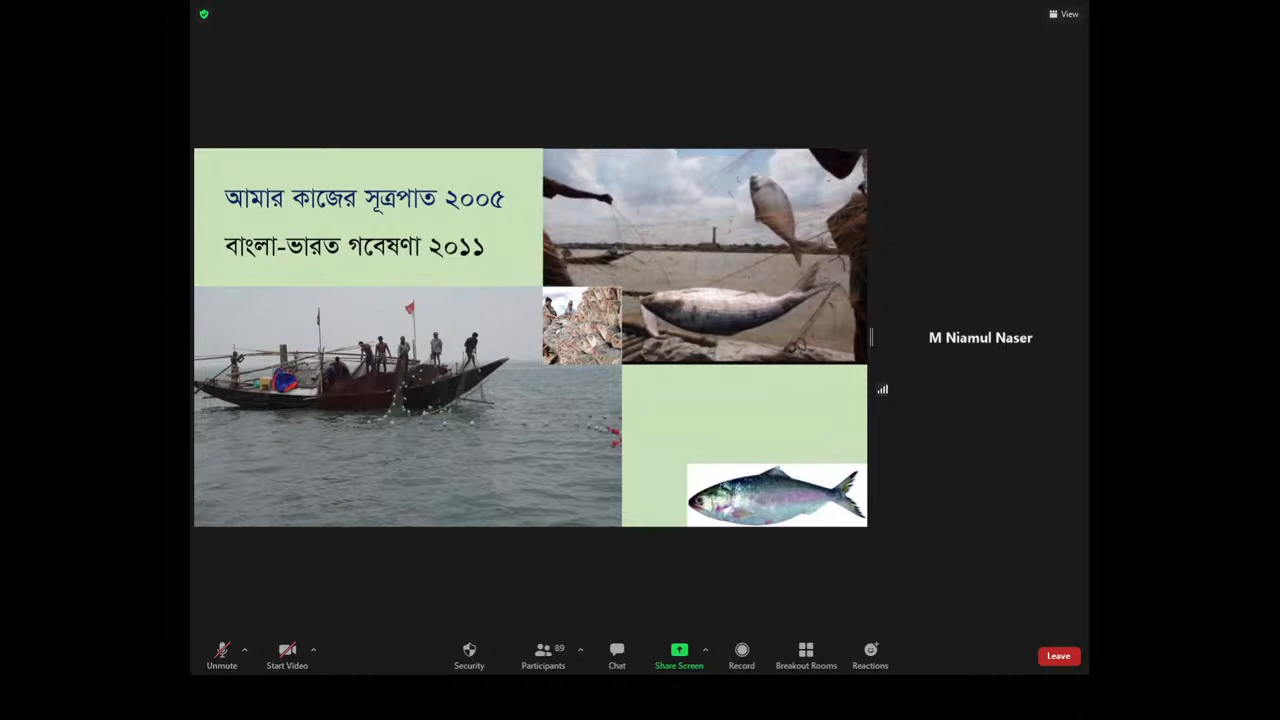 View
আমার কাজের সূত্রপাত ২০০৫
বাংলা-ভারত গবেষণা ২০১১
M Niamul Naser
Unmute
Start Video
Security
Participants
89
Chat
Share Screen
Record
Breakout Rooms
Reactions
Leave